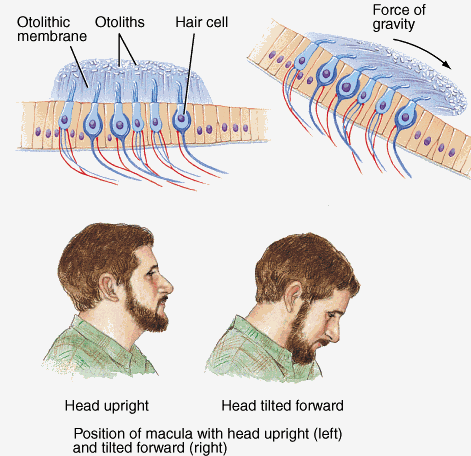 Otolithic
membrane
Otoliths
Hair cell
Force of
gravity
Head upright
Head tilted forward
Position of macula with head upright (left)
and tilted forward (right)